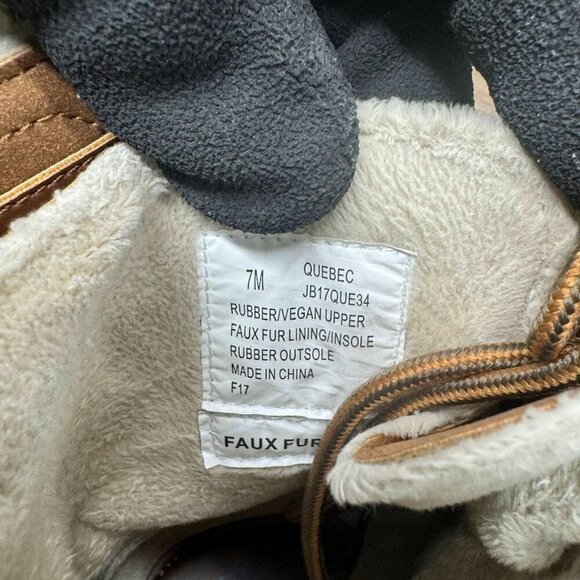 7M QUEBEC
JB17QUE34
RUBBER/VEGAN UPPER
FAUX FUR LINING/INSOLE
RUBBER OUTSOLE
MADE IN CHINA
F17
FAUX FUR